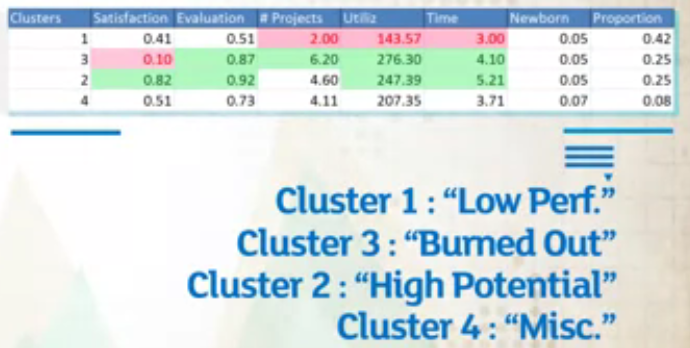 Clusters Satisfaction Evaluation # Projects Utiliz Time Newborn Proportion
1 0.41 0.51 2.00 143.57 3.00 0.05 0.42
3 0.10 0.87 6.20 276.30 4.10 0.05 0.25
2 0.82 0.92 4.60 247.39 5.21 0.05 0.25
4 0.51 0.73 4.11 207.35 3.71 0.07 0.08
Cluster 1 : “Low Perf.”
Cluster 3 : “Burned Out”
Cluster 2 : “High Potential”
Cluster 4 : “Misc.”